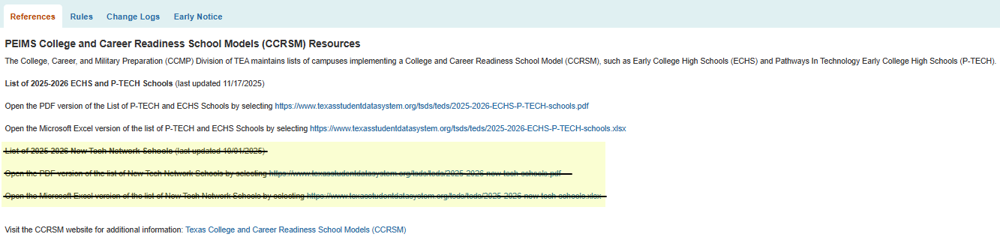 References Rules Change Logs Early Notice
PEIMS College and Career Readiness School Models (CCRSM) Resources
The College, Career, and Military Preparation (CCMP) Division of TEA maintains lists of campuses implementing a College and Career Readiness School Model (CCRSM), such as Early College High Schools (ECHS) and Pathways In Technology Early College High Schools (P-TECH).
List of 2025-2026 ECHS and P-TECH Schools (last updated 11/17/2025)
Open the PDF version of the List of P-TECH and ECHS Schools by selecting https://www.texasstudentdatasystem.org/tsds/teds/2025-2026-ECHS-P-TECH-schools.pdf
Open the Microsoft Excel version of the list of P-TECH and ECHS Schools by selecting https://www.texasstudentdatasystem.org/tsds/teds/2025-2026-ECHS-P-TECH-schools.xlsx
List of 2025-2026 New Tech Network Schools (last updated 10/01/2025)
Open the PDF version of the list of New Tech Network Schools by selecting https://www.texasstudentdatasystem.org/tsds/teds/2025-2026-new-tech-schools.pdf
Open the Microsoft Excel version of the list of New Tech Network Schools by selecting https://www.texasstudentdatasystem.org/tsds/teds/2025-2026-new-tech-schools.xlsx
Visit the CCRSM website for additional information: Texas College and Career Readiness School Models (CCRSM)